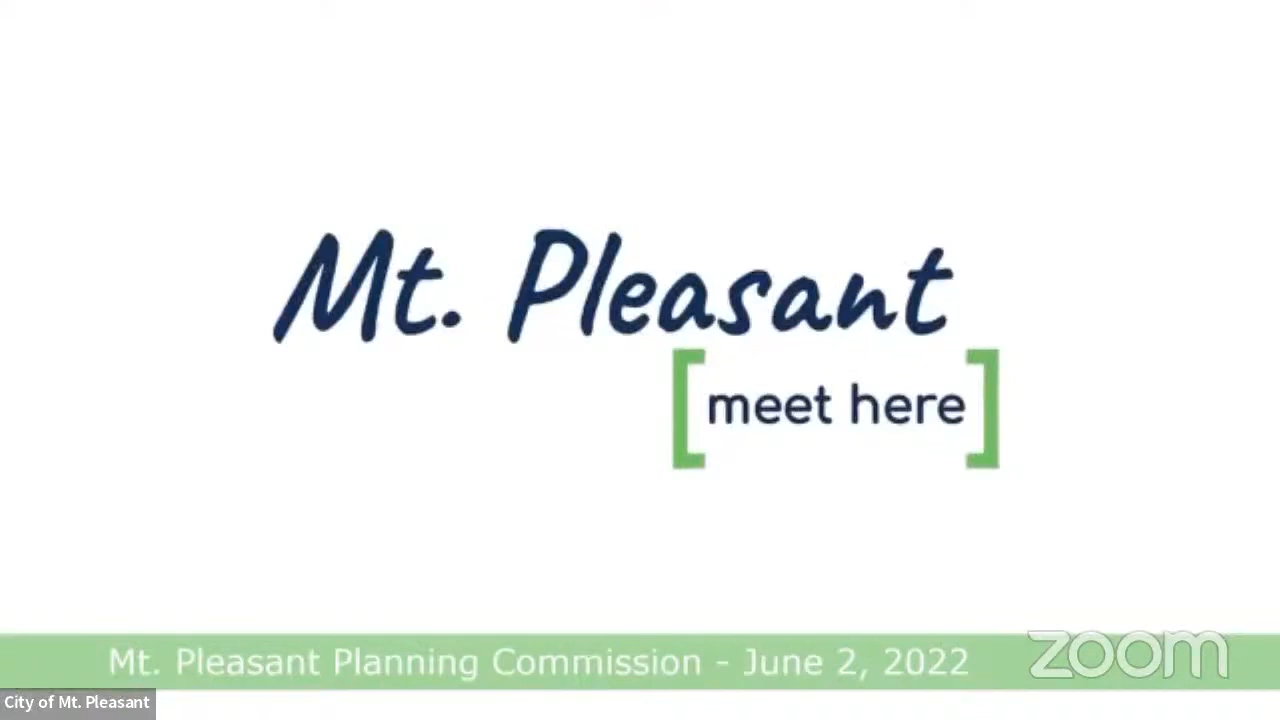 Mt. Pleasant
[meet here]
Mt. Pleasant Planning Commission - June 2, 2022
zoom
City of Mt. Pleasant